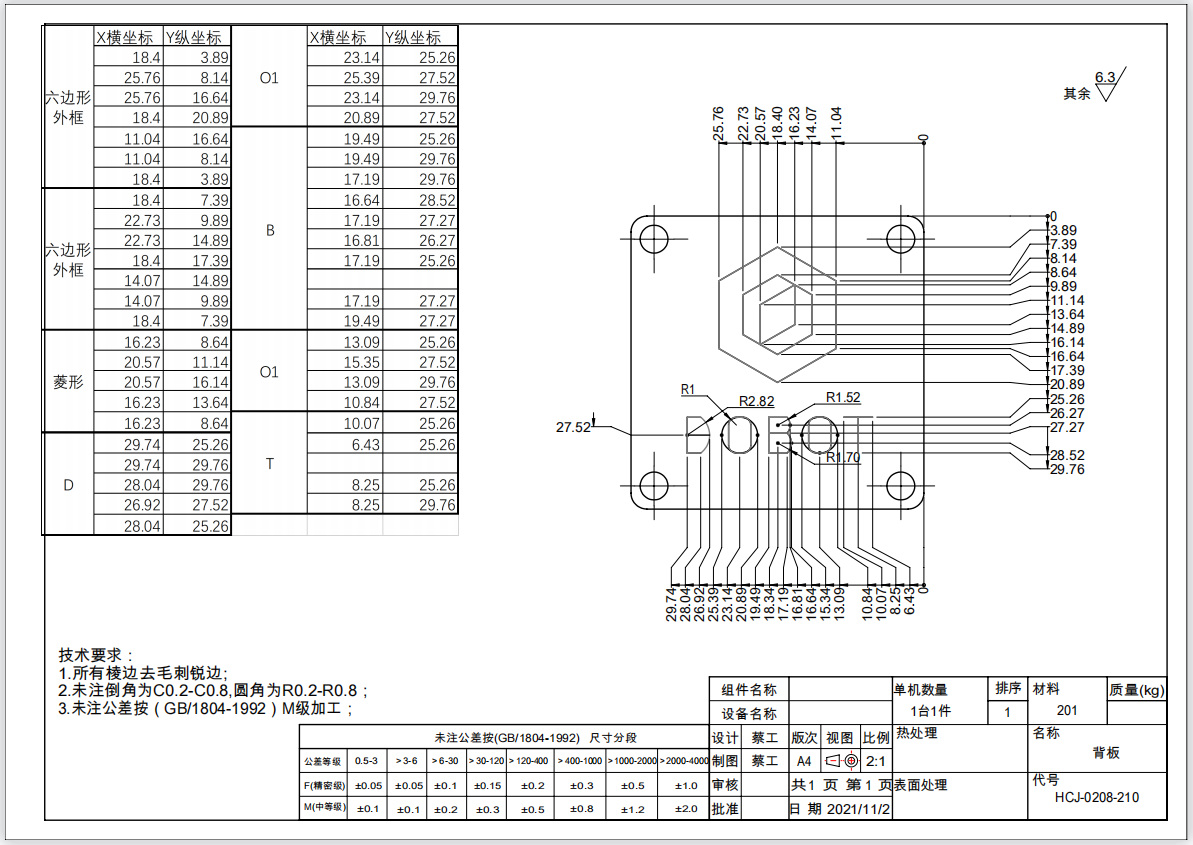 X横坐标 Y纵坐标 X横坐标 Y纵坐标
六边形外框 18.4 3.89 O1 23.14 25.26
25.76 8.14 25.39 27.52
25.76 16.64 23.14 29.76
18.4 20.89 20.89 27.52
11.04 16.64 B 19.49 25.26
11.04 8.14 19.49 29.76
18.4 3.89 17.19 29.76
六边形外框 18.4 7.39 16.64 28.52
22.73 9.89 17.19 27.27
22.73 14.89 16.81 26.27
18.4 17.39 17.19 25.26
14.07 14.89
14.07 9.89 17.19 27.27
18.4 7.39 19.49 27.27
菱形 16.23 8.64 O1 13.09 25.26
20.57 11.14 15.35 27.52
20.57 16.14 13.09 29.76
16.23 13.64 10.84 27.52
16.23 8.64 T 10.07 25.26
D 29.74 25.26 6.43 25.26
29.74 29.76
28.04 29.76 8.25 25.26
26.92 27.52 8.25 29.76
28.04 25.26
其余 6.3
25.76 22.73 20.57 18.40 16.23 14.07 11.04 0
0
3.89
7.39
8.14
8.64
9.89
11.14
13.64
14.89
16.14
16.64
17.39
20.89
25.26
26.27
27.27
28.52
29.76
R1
R2.82
R1.52
27.52
R1.70
29.74 28.04 26.92 25.39 23.14 20.89 19.49 18.34 17.19 16.81 16.64 15.34 13.09 10.84 10.07 8.25 6.43 0
技术要求：
1.所有棱边去毛刺锐边;
2.未注倒角为C0.2-C0.8,圆角为R0.2-R0.8；
3.未注公差按（GB/1804-1992）M级加工；
未注公差按(GB/1804-1992) 尺寸分段
公差等级 0.5-3 >3-6 >6-30 >30-120 >120-400 >400-1000 >1000-2000 >2000-4000
F(精密级) ±0.05 ±0.05 ±0.1 ±0.15 ±0.2 ±0.3 ±0.5 ±1.0
M(中等级) ±0.1 ±0.1 ±0.2 ±0.3 ±0.5 ±0.8 ±1.2 ±2.0
组件名称 单机数量 排序 材料 质量(kg)
设备名称 1台1件 1 201
设计 蔡工 版次 视图 比例 热处理 名称
制图 蔡工 A4 2:1 背板
审核 共1 页 第1 页 表面处理 代号
批准 日 期 2021/11/2 HCJ-0208-210